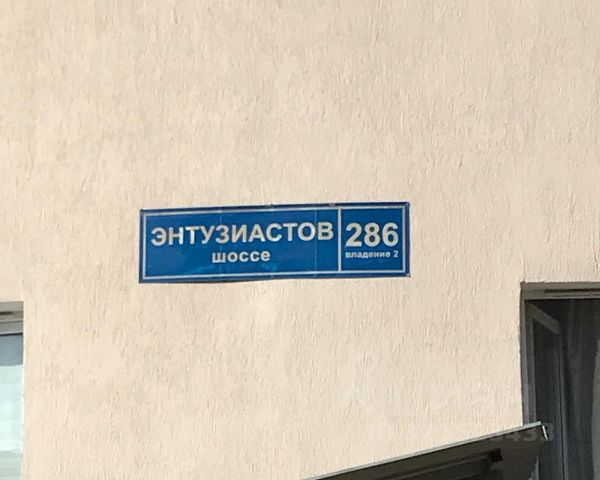 ЭНТУЗИАСТОВ
шоссе
286
владение 2